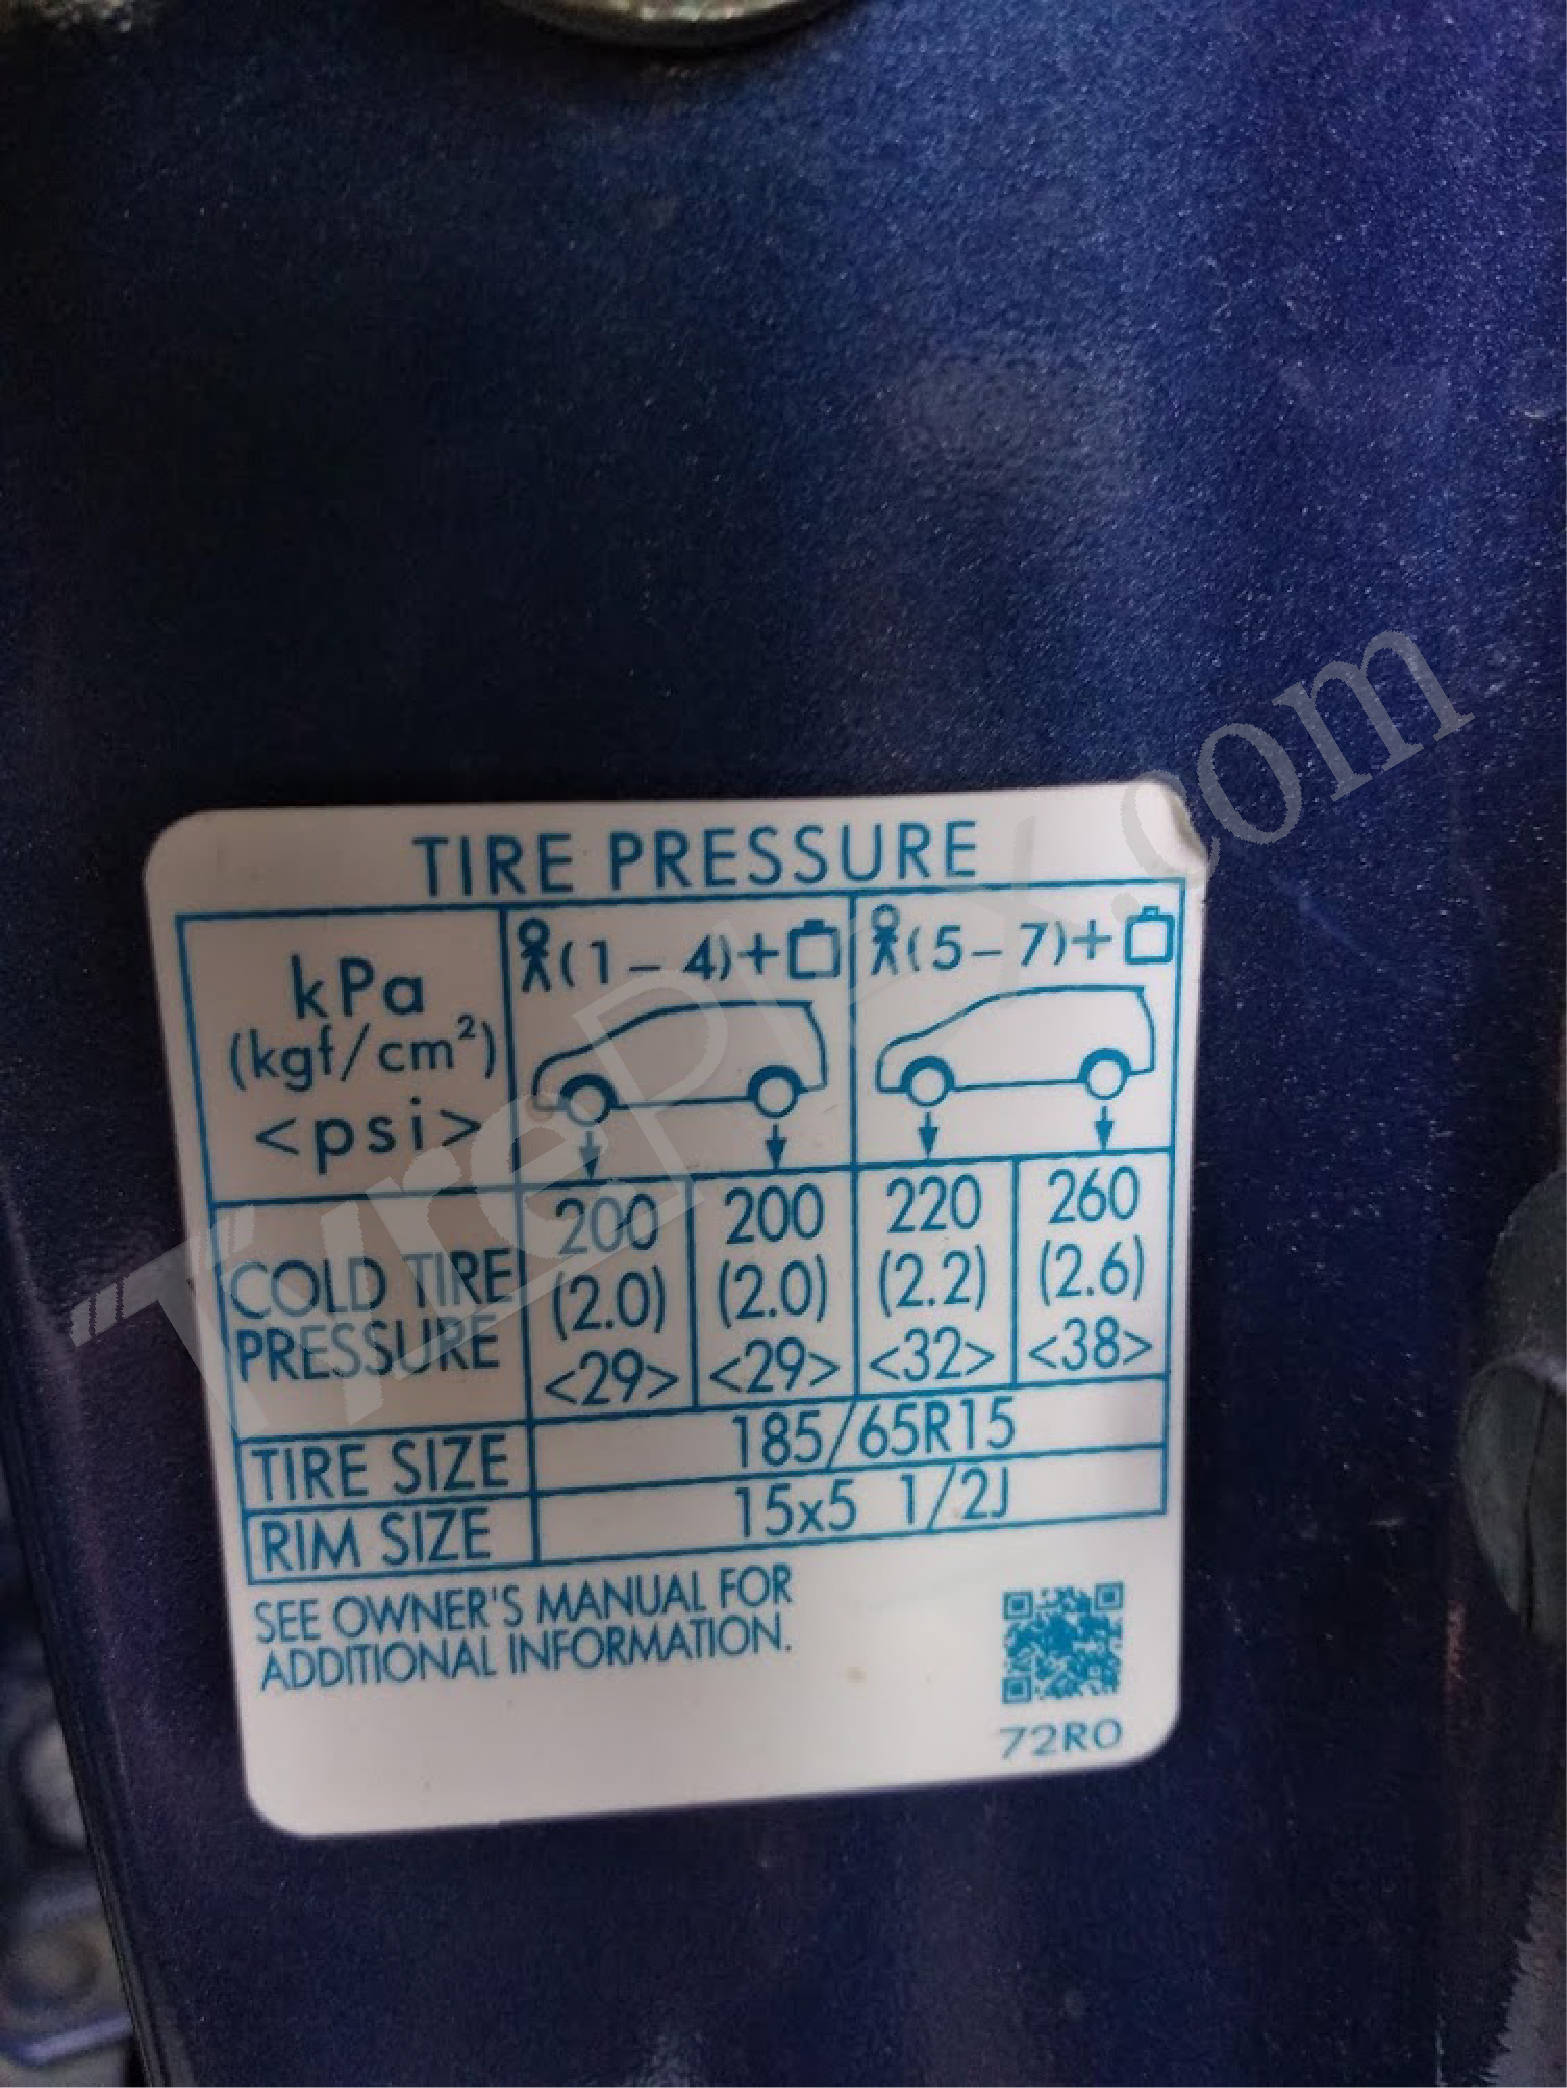 TIRE PRESSURE
kPa
(kgf/cm²)
<psi>
(1-4)+
(5-7)+
COLD TIRE PRESSURE
200 200 220 260
(2.0) (2.0) (2.2) (2.6)
<29> <29> <32> <38>
TIRE SIZE 185/65R15
RIM SIZE 15x5 1/2J
SEE OWNER'S MANUAL FOR
ADDITIONAL INFORMATION.
72RO
TyrePlex.com